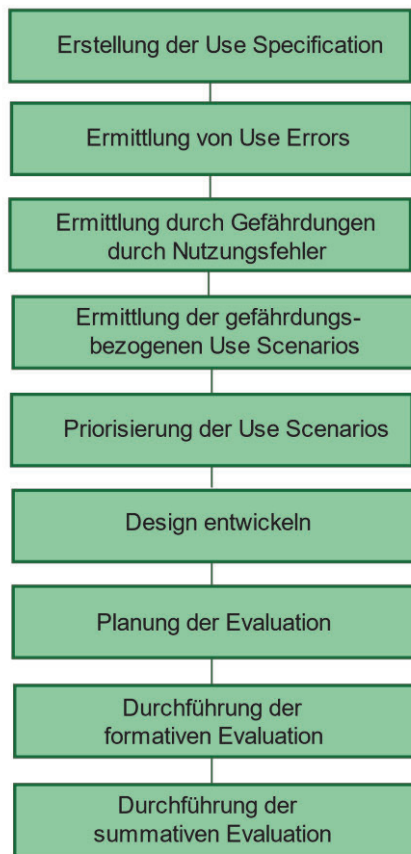 Erstellung der Use Specification
Ermittlung von Use Errors
Ermittlung durch Gefährdungen
durch Nutzungsfehler
Ermittlung der gefährdungs-
bezogenen Use Scenarios
Priorisierung der Use Scenarios
Design entwickeln
Planung der Evaluation
Durchführung der
formativen Evaluation
Durchführung der
summativen Evaluation